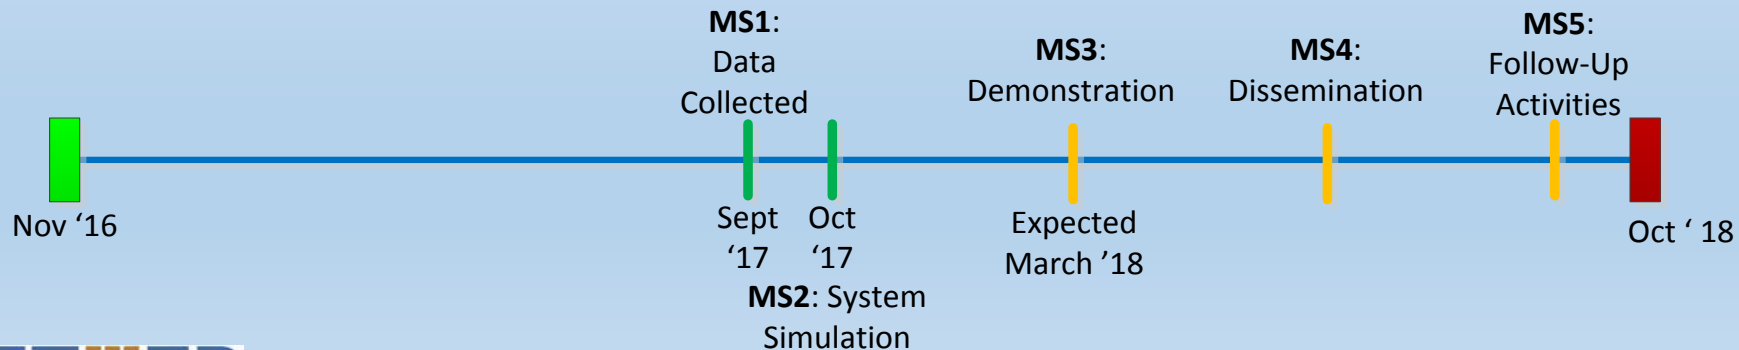 MS1:
Data
Collected
MS3:
Demonstration
MS4:
Dissemination
MS5:
Follow-Up
Activities
Nov ‘16
Sept
‘17
Oct
‘17
MS2: System
Simulation
Expected
March ’18
Oct ‘ 18